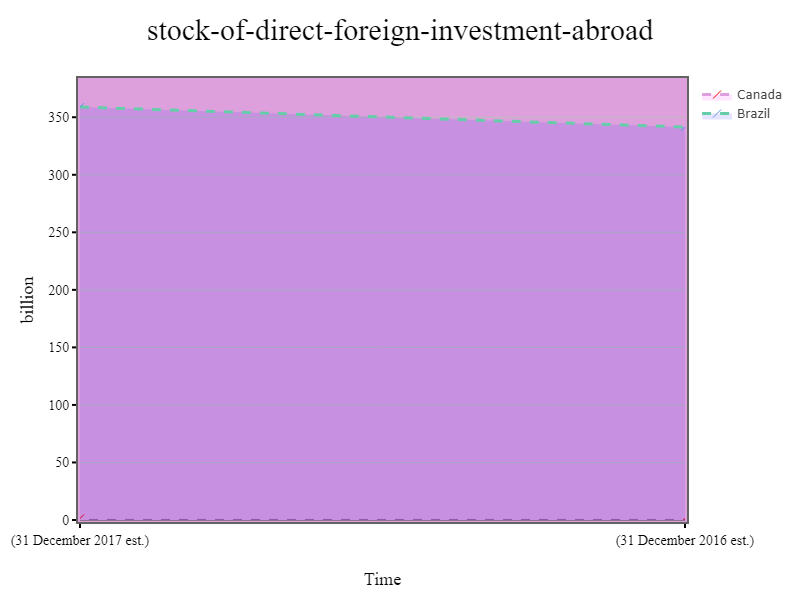 stock-of-direct-foreign-investment-abroad
Canada
Brazil
350
300
250
200
150
100
50
0
billion
(31 December 2017 est.)
(31 December 2016 est.)
Time